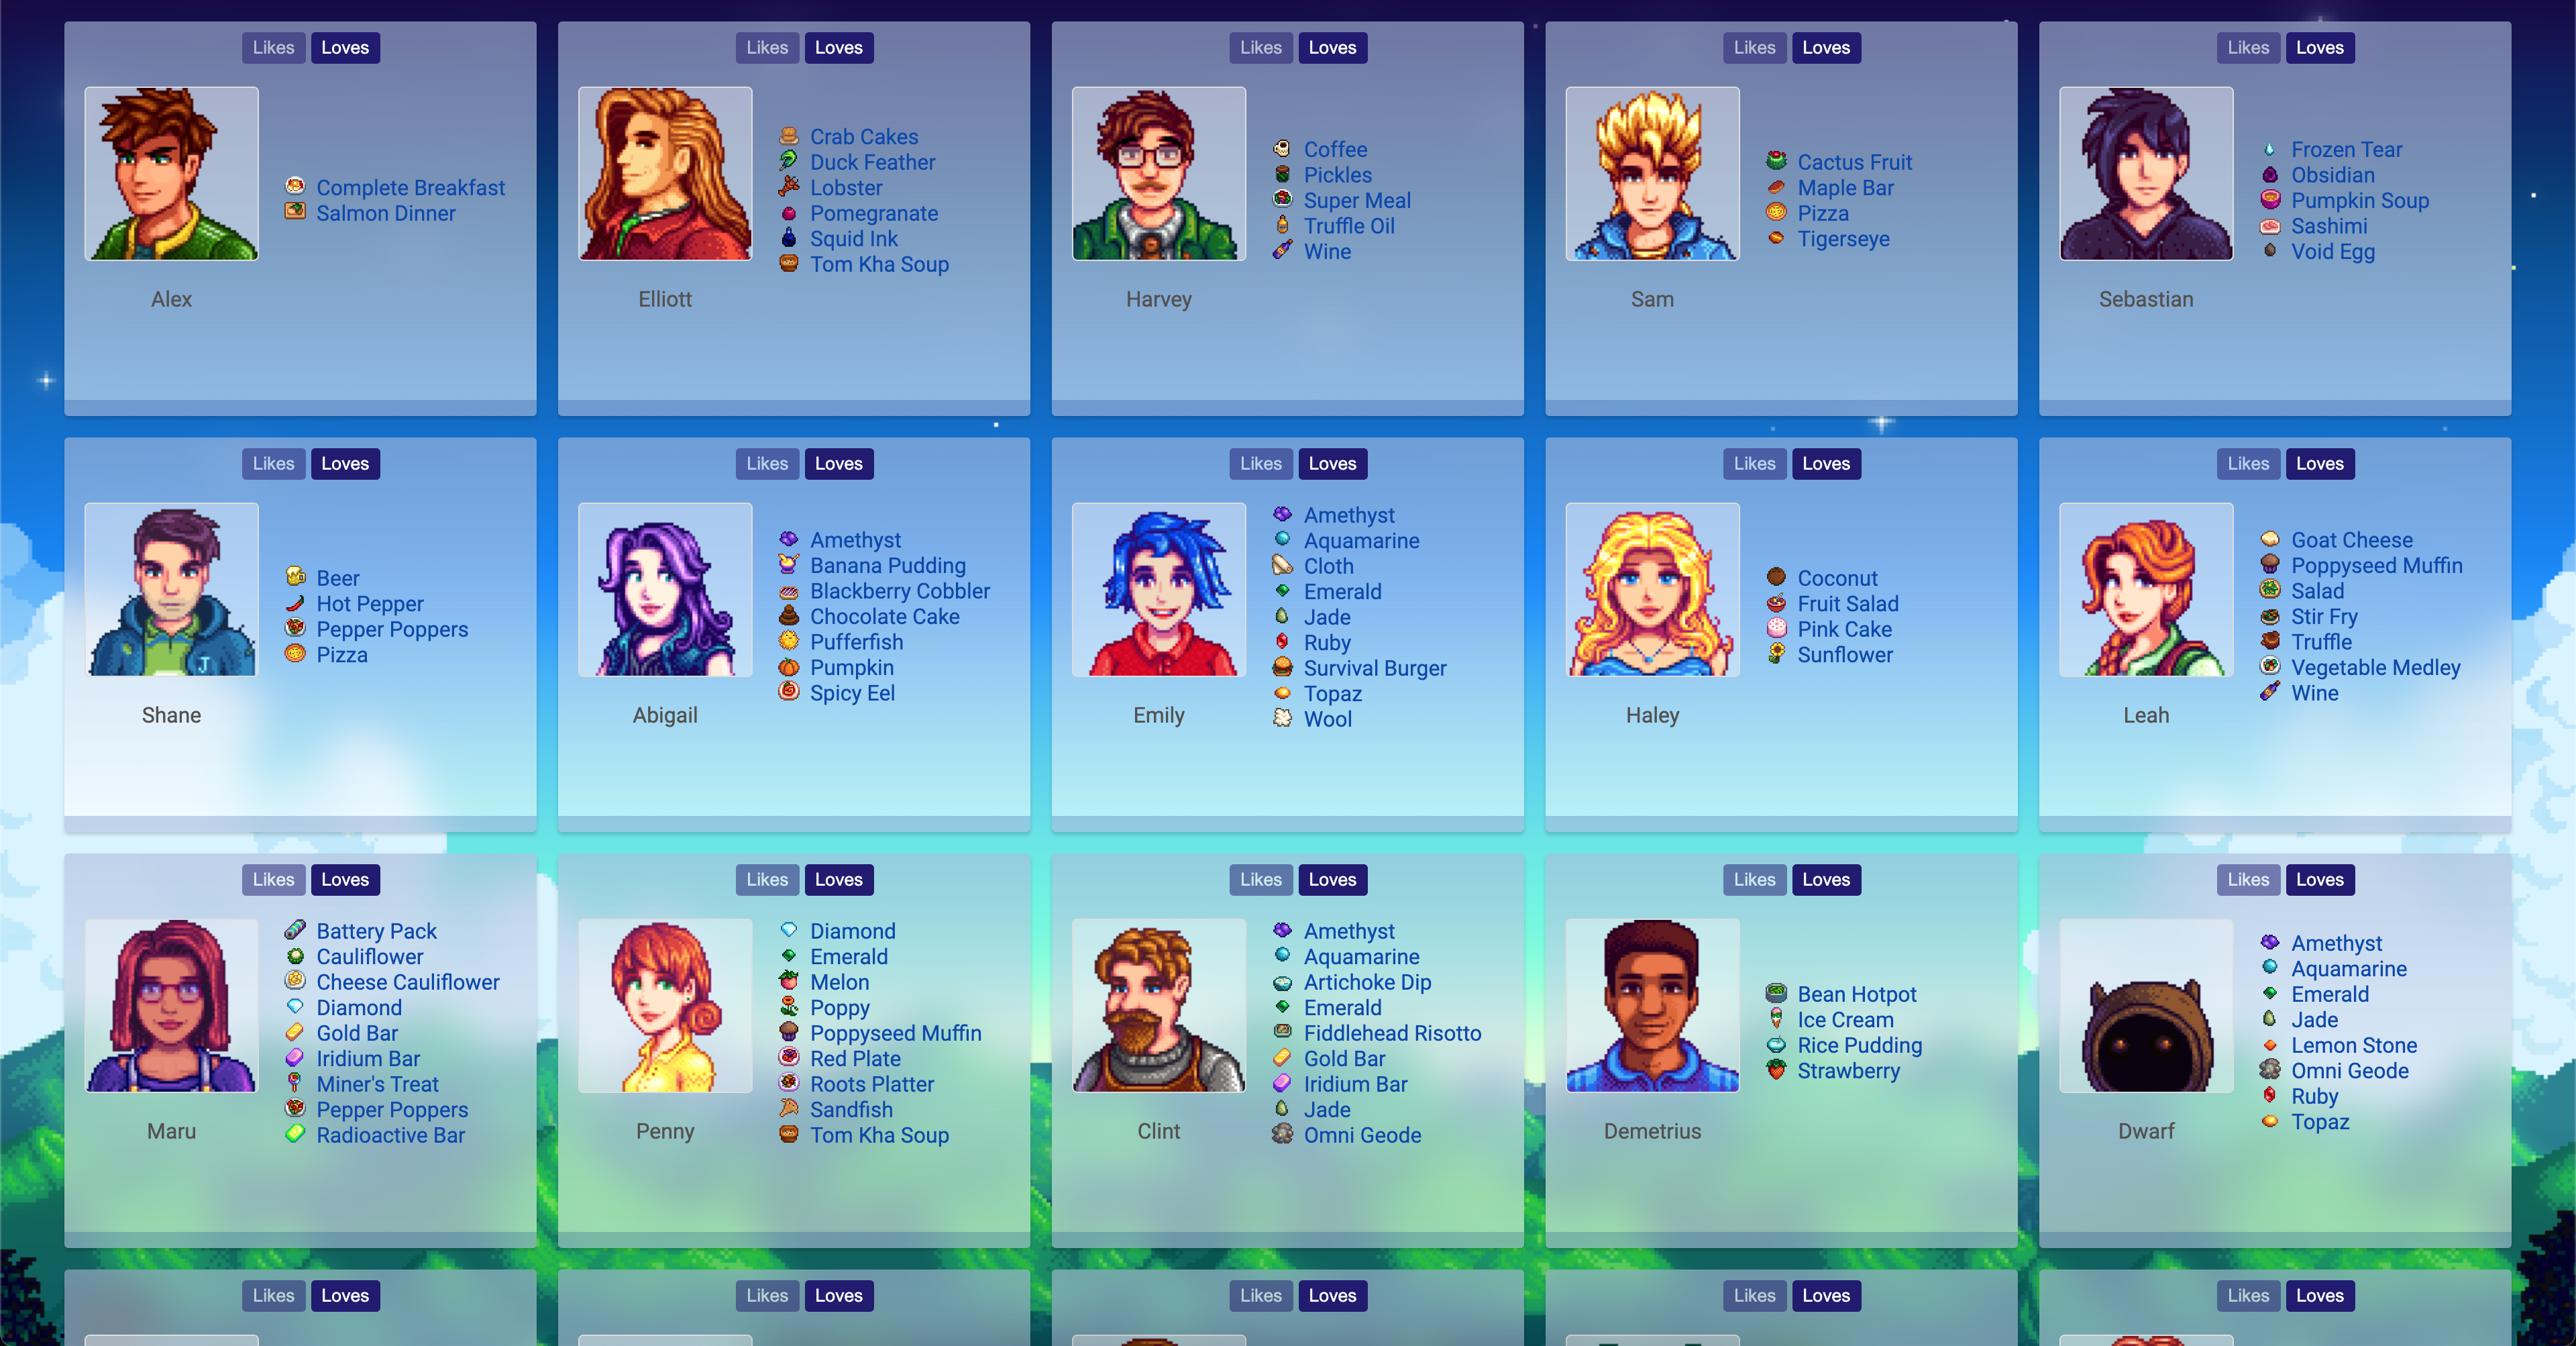 Likes Loves
Complete Breakfast
Salmon Dinner
Alex
Likes Loves
Crab Cakes
Duck Feather
Lobster
Pomegranate
Squid Ink
Tom Kha Soup
Elliott
Likes Loves
Coffee
Pickles
Super Meal
Truffle Oil
Wine
Harvey
Likes Loves
Cactus Fruit
Maple Bar
Pizza
Tigerseye
Sam
Likes Loves
Frozen Tear
Obsidian
Pumpkin Soup
Sashimi
Void Egg
Sebastian
Likes Loves
Beer
Hot Pepper
Pepper Poppers
Pizza
Shane
Likes Loves
Amethyst
Banana Pudding
Blackberry Cobbler
Chocolate Cake
Pufferfish
Pumpkin
Spicy Eel
Abigail
Likes Loves
Amethyst
Aquamarine
Cloth
Emerald
Jade
Ruby
Survival Burger
Topaz
Wool
Emily
Likes Loves
Coconut
Fruit Salad
Pink Cake
Sunflower
Haley
Likes Loves
Goat Cheese
Poppyseed Muffin
Salad
Stir Fry
Truffle
Vegetable Medley
Wine
Leah
Likes Loves
Battery Pack
Cauliflower
Cheese Cauliflower
Diamond
Gold Bar
Iridium Bar
Miner's Treat
Pepper Poppers
Radioactive Bar
Maru
Likes Loves
Diamond
Emerald
Melon
Poppy
Poppyseed Muffin
Red Plate
Roots Platter
Sandfish
Tom Kha Soup
Penny
Likes Loves
Amethyst
Aquamarine
Artichoke Dip
Emerald
Fiddlehead Risotto
Gold Bar
Iridium Bar
Jade
Omni Geode
Clint
Likes Loves
Bean Hotpot
Ice Cream
Rice Pudding
Strawberry
Demetrius
Likes Loves
Amethyst
Aquamarine
Emerald
Jade
Lemon Stone
Omni Geode
Ruby
Topaz
Dwarf
Likes Loves
Likes Loves
Likes Loves
Likes Loves
Likes Loves